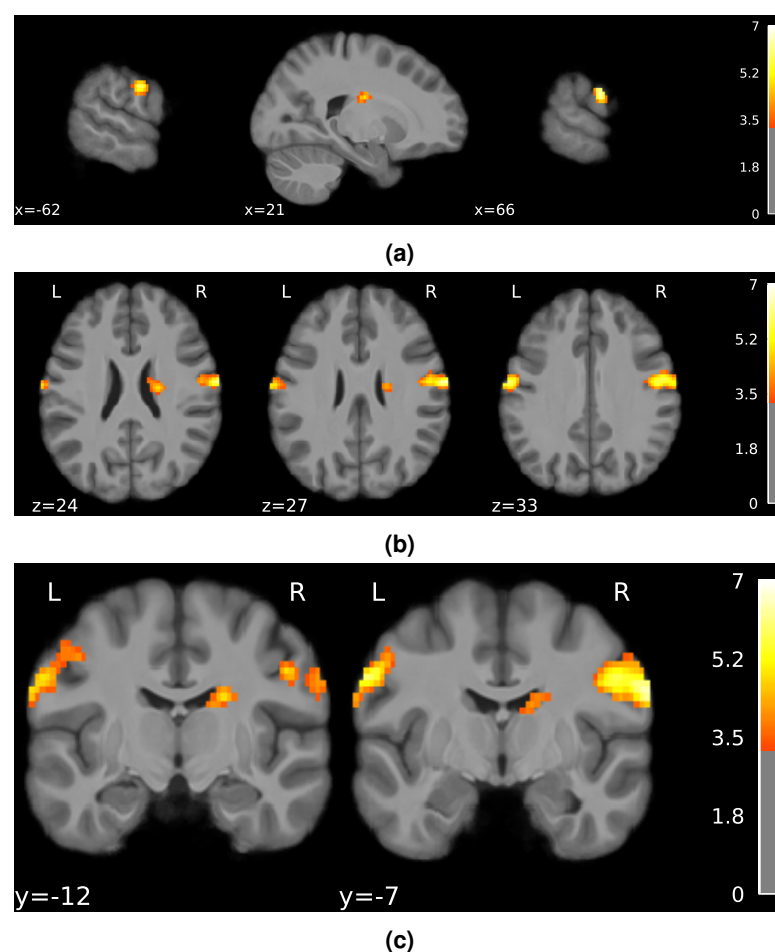 7
5.2
3.5
1.8
0
x=-62 x=21 x=66
(a)
L R L R L R
7
5.2
3.5
1.8
0
z=24 z=27 z=33
(b)
L R L R
7
5.2
3.5
1.8
0
y=-12 y=-7
(c)